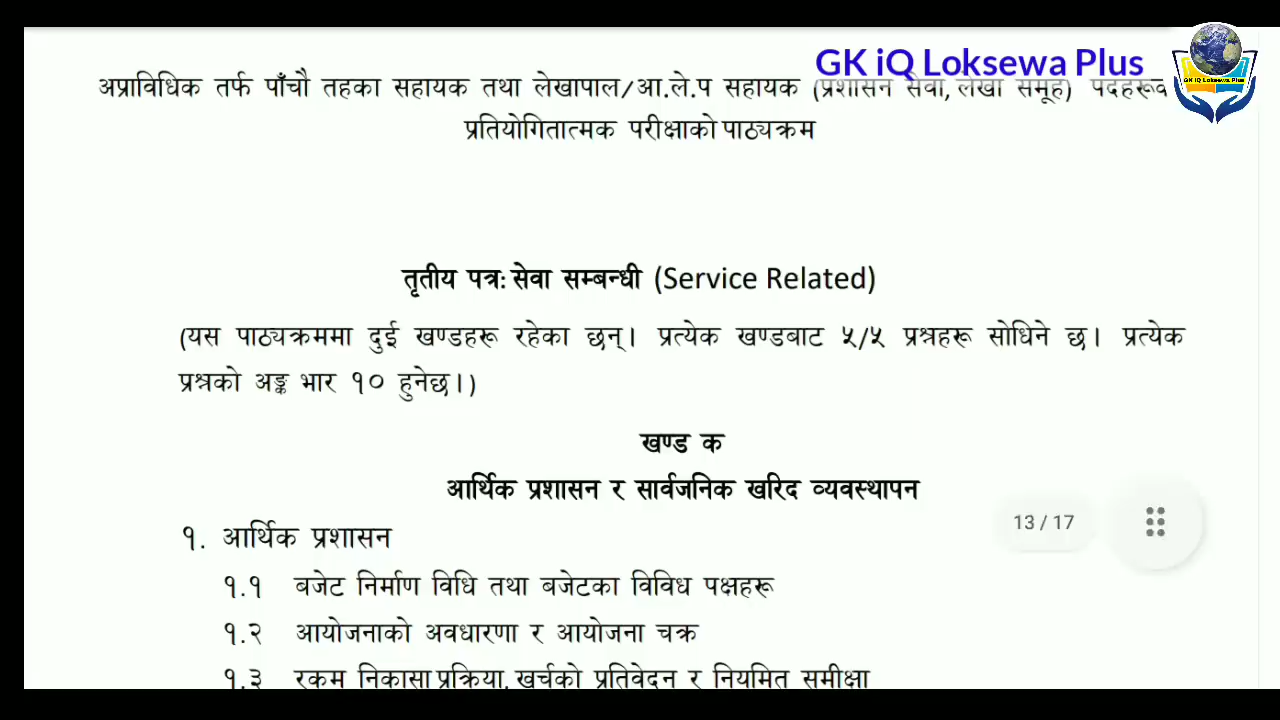 GK iQ Loksewa Plus
GK iQ Loksewa Plus
अप्राविधिक तर्फ पाँचौ तहका सहायक तथा लेखापाल/आ.ले.प सहायक (प्रशासन सेवा, लेखा समूह)
प्रतियोगितात्मक परीक्षाको पाठ्यक्रम
तृतीय पत्र: सेवा सम्बन्धी (Service Related)
(यस पाठ्यक्रममा दुई खण्डहरू रहेका छन्। प्रत्येक खण्डबाट ५/५ प्रश्नहरू सोधिने छ। प्रत्येक
प्रश्नको अङ्क भार १० हुनेछ।)
खण्ड क
आर्थिक प्रशासन र सार्वजनिक खरिद व्यवस्थापन
१. आर्थिक प्रशासन
13 / 17
१.१ बजेट निर्माण विधि तथा बजेटका विविध पक्षहरू
१.२ आयोजनाको अवधारणा र आयोजना चक्र
१.३ रकम निकासा प्रक्रिया, खर्चको प्रतिवेदन र नियमित समीक्षा